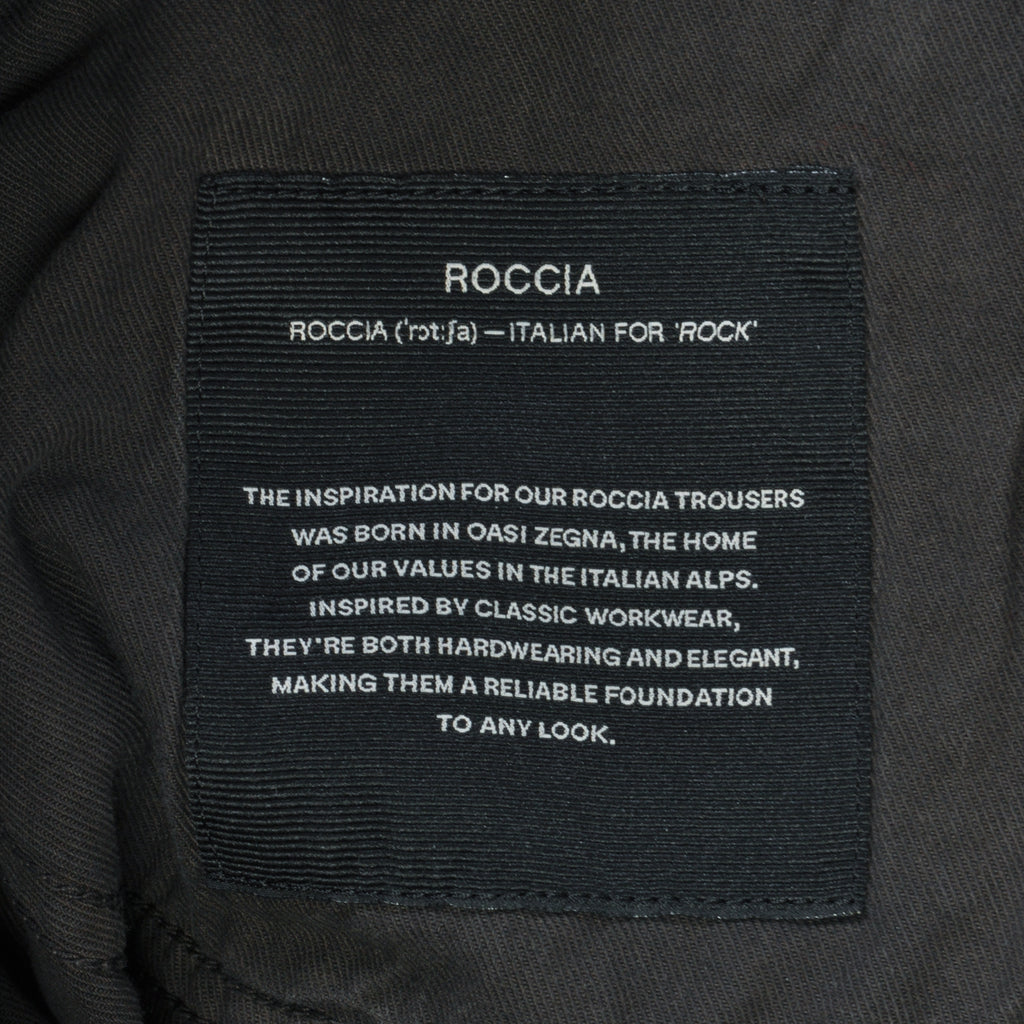 ROCCIA
ROCCIA ('rɔt:ʃa) — ITALIAN FOR 'ROCK'
THE INSPIRATION FOR OUR ROCCIA TROUSERS
WAS BORN IN OASI ZEGNA, THE HOME
OF OUR VALUES IN THE ITALIAN ALPS.
INSPIRED BY CLASSIC WORKWEAR,
THEY'RE BOTH HARDWEARING AND ELEGANT,
MAKING THEM A RELIABLE FOUNDATION
TO ANY LOOK.